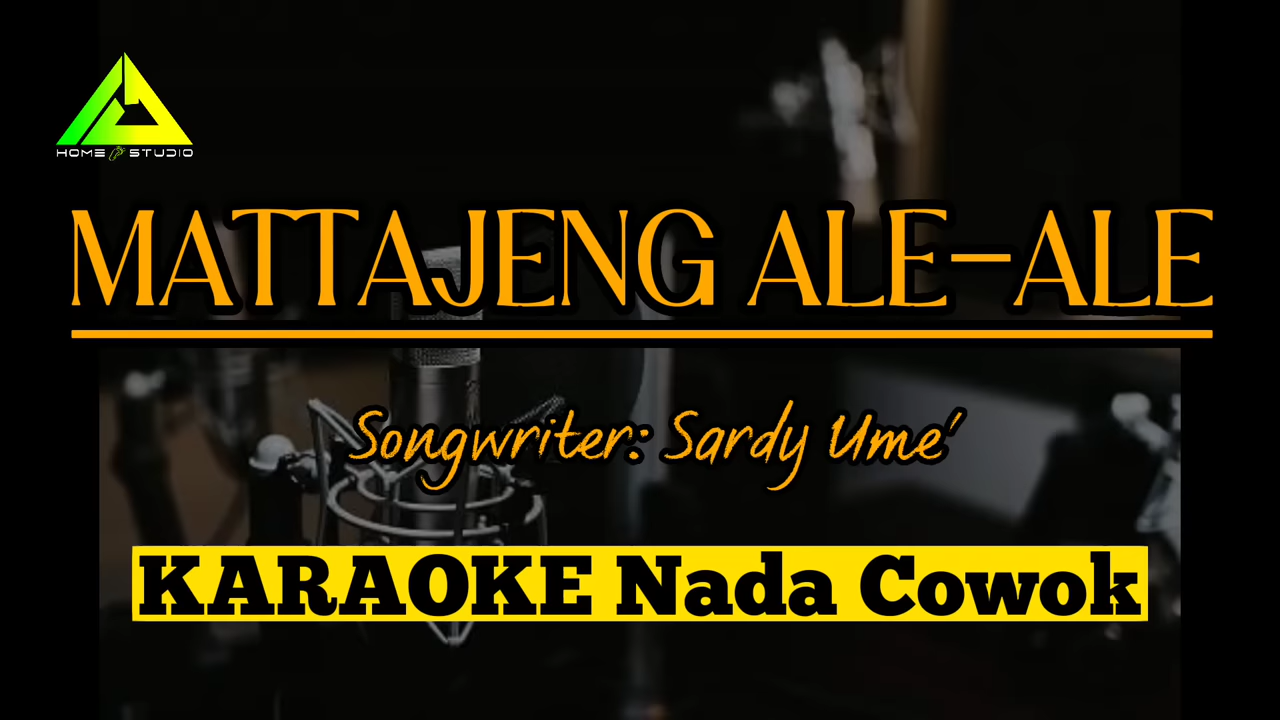 HOME STUDIO
MATTAJENG ALE-ALE
Songwriter: Sardy Ume'
KARAOKE Nada Cowok